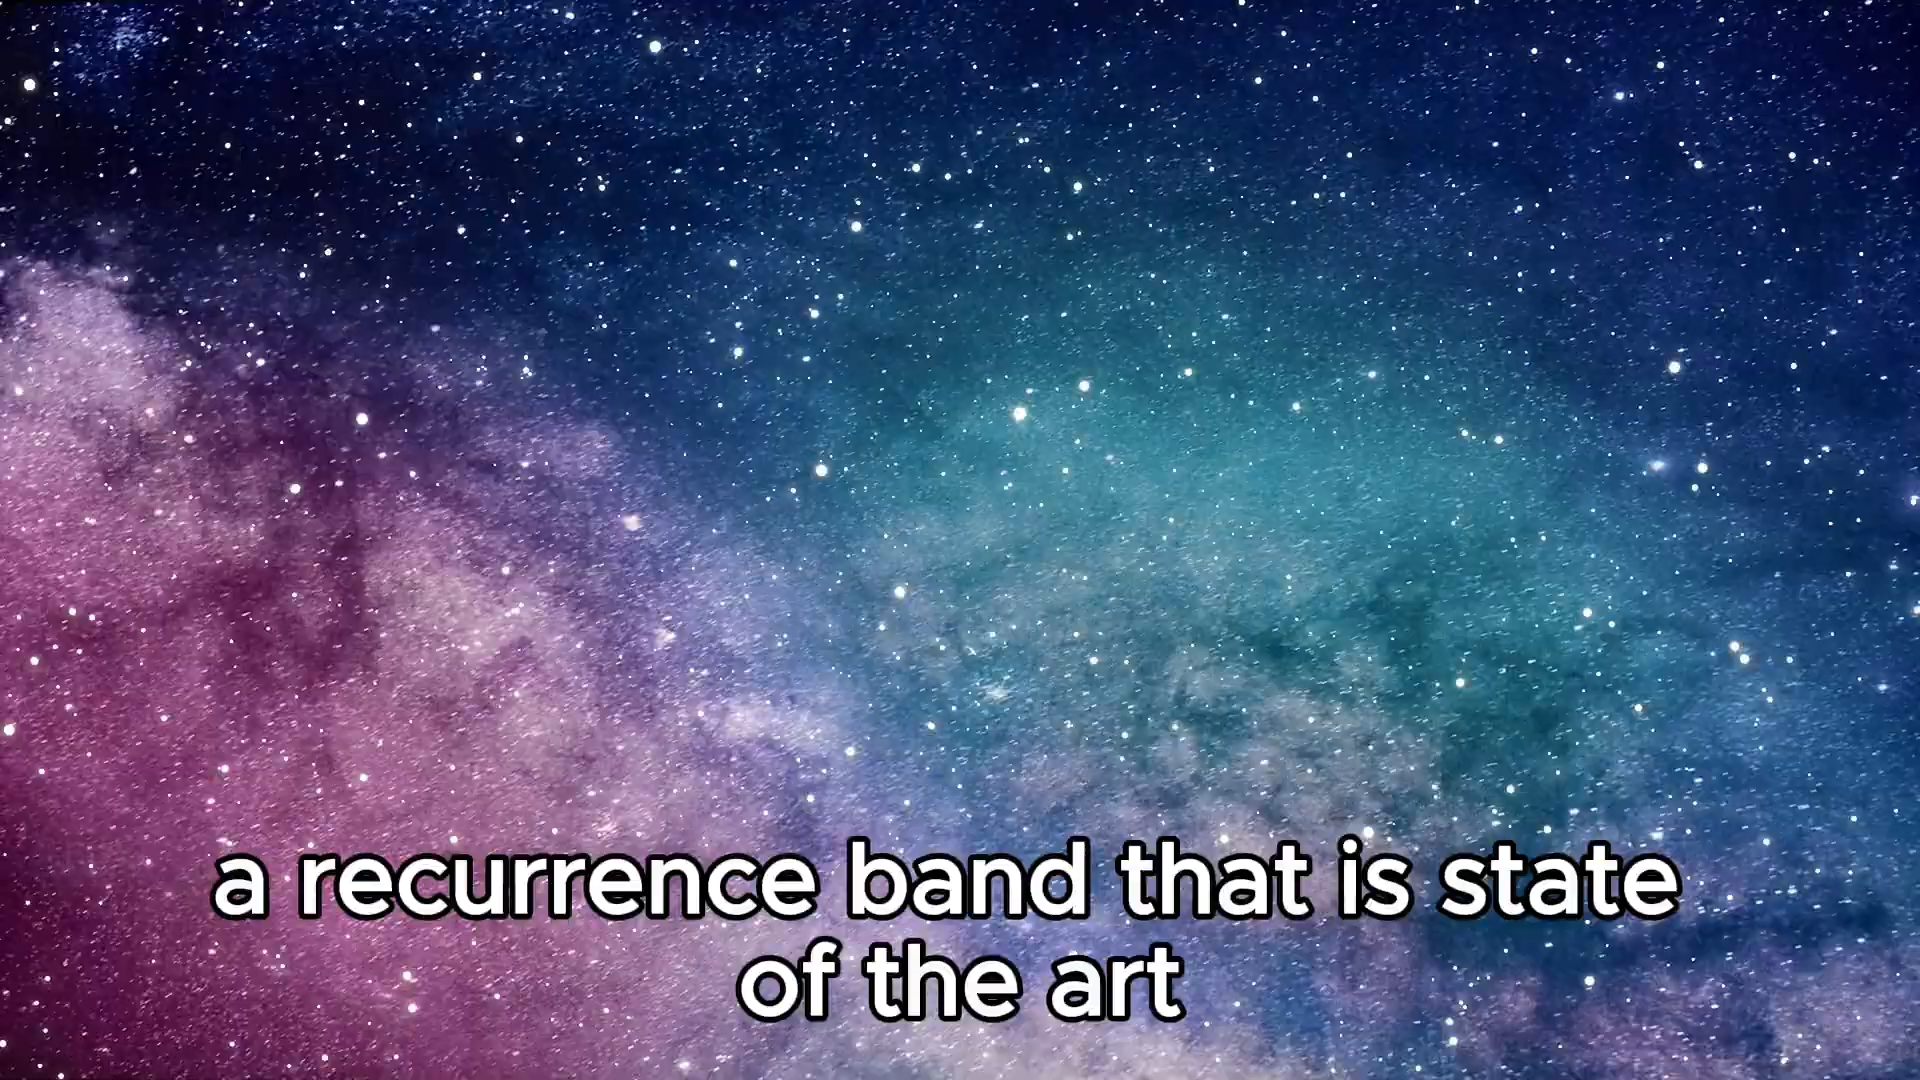 a recurrence band that is state
of the art